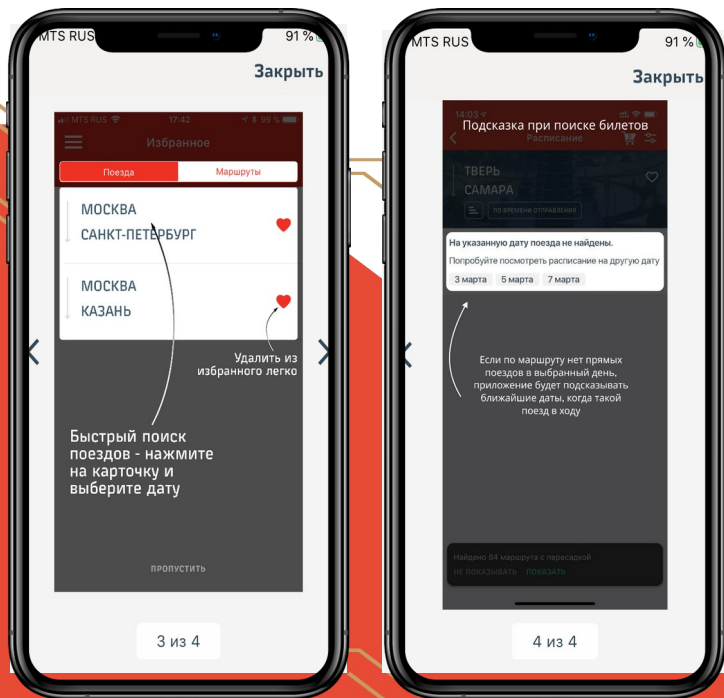 MTS RUS 91 %
Закрыть
MTS RUS 17:42 99 %
Избранное
Поезда Маршруты
МОСКВА
САНКТ-ПЕТЕРБУРГ
МОСКВА
КАЗАНЬ
Удалить из
избранного легко
Быстрый поиск
поездов - нажмите
на карточку и
выберите дату
ПРОПУСТИТЬ
3 из 4
MTS RUS 91 %
Закрыть
14:03
Подсказка при поиске билетов
Расписание
ТВЕРЬ
САМАРА
ПО ВРЕМЕНИ ОТПРАВЛЕНИЯ
На указанную дату поезда не найдены.
Попробуйте посмотреть расписание на другую дату
3 марта 5 марта 7 марта
Если по маршруту нет прямых
поездов в выбранный день,
приложение будет подсказывать
ближайшие даты, когда такой
поезд в ходу
Найдено 84 маршрута с пересадкой
НЕ ПОКАЗЫВАТЬ ПОКАЗАТЬ
4 из 4